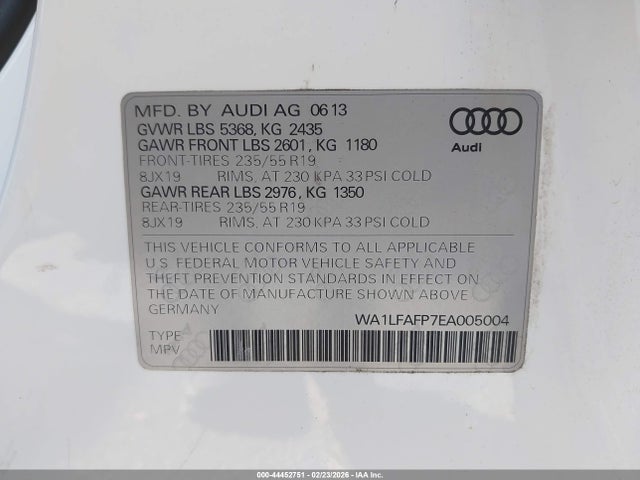 MFD. BY AUDI AG 06 13
GVWR LBS 5368, KG 2435
GAWR FRONT LBS 2601, KG 1180
FRONT-TIRES 235/55 R19
8JX19 RIMS, AT 230 KPA 33 PSI COLD
GAWR REAR LBS 2976, KG 1350
REAR-TIRES 235/55 R19
8JX19 RIMS, AT 230 KPA 33 PSI COLD
Audi
THIS VEHICLE CONFORMS TO ALL APPLICABLE
U.S. FEDERAL MOTOR VEHICLE SAFETY AND
THEFT PREVENTION STANDARDS IN EFFECT ON
THE DATE OF MANUFACTURE SHOWN ABOVE.
GERMANY
WA1LFAFP7EA005004
TYPE
MPV
000-44452751 - 02/23/2026 - COPYRIGHT IAA, LLC.